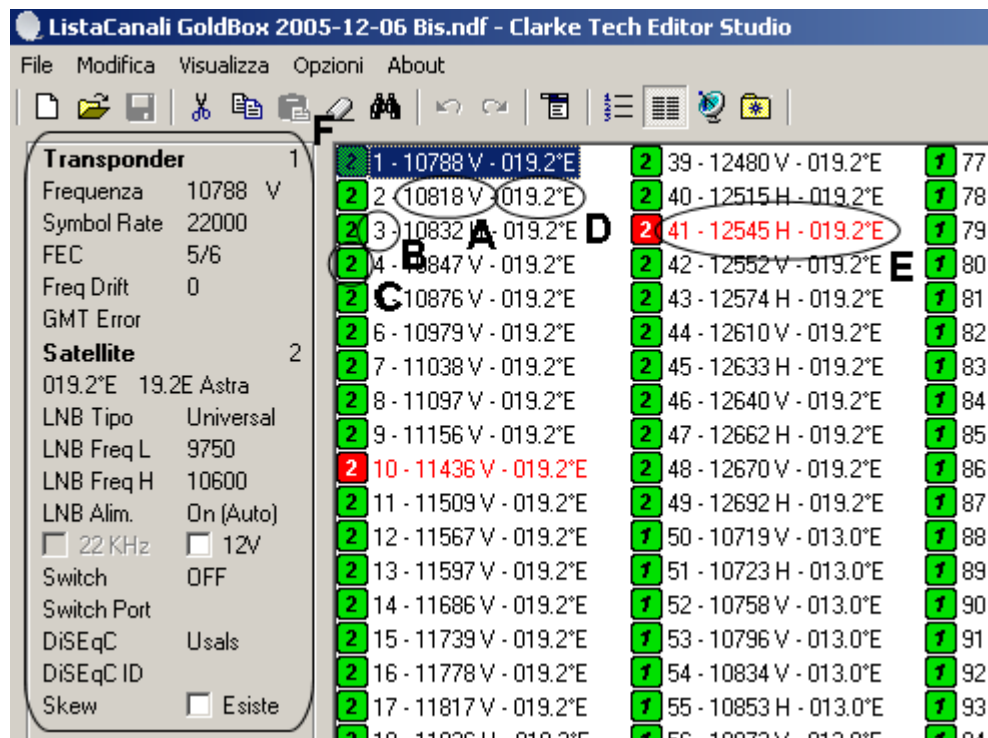 ListaCanali GoldBox 2005-12-06 Bis.ndf - Clarke Tech Editor Studio
File Modifica Visualizza Opzioni About
F
Transponder 1
Frequenza 10788 V
Symbol Rate 22000
FEC 5/6
Freq Drift 0
GMT Error
Satellite 2
019.2°E 19.2E Astra
LNB Tipo Universal
LNB Freq L 9750
LNB Freq H 10600
LNB Alim. On (Auto)
22 KHz 12V
Switch OFF
Switch Port
DiSEqC Usals
DiSEqC ID
Skew Esiste
2 1 - 10788 V - 019.2°E
2 2 - 10818 V - 019.2°E
2 3 - 10832 - 019.2°E
A
B
2 4 - 10847 V - 019.2°E
C
2 10876 V - 019.2°E
2 6 - 10979 V - 019.2°E
2 7 - 11038 V - 019.2°E
2 8 - 11097 V - 019.2°E
2 9 - 11156 V - 019.2°E
2 10 - 11436 V - 019.2°E
2 11 - 11509 V - 019.2°E
2 12 - 11567 V - 019.2°E
2 13 - 11597 V - 019.2°E
2 14 - 11686 V - 019.2°E
2 15 - 11739 V - 019.2°E
2 16 - 11778 V - 019.2°E
2 17 - 11817 V - 019.2°E
2 39 - 12480 V - 019.2°E
2 40 - 12515 H - 019.2°E
D
2 41 - 12545 H - 019.2°E
E
2 42 - 12552 V - 019.2°E
2 43 - 12574 H - 019.2°E
2 44 - 12610 V - 019.2°E
2 45 - 12633 H - 019.2°E
2 46 - 12640 V - 019.2°E
2 47 - 12662 H - 019.2°E
2 48 - 12670 V - 019.2°E
2 49 - 12692 H - 019.2°E
1 50 - 10719 V - 013.0°E
1 51 - 10723 H - 013.0°E
1 52 - 10758 V - 013.0°E
1 53 - 10796 V - 013.0°E
1 54 - 10834 V - 013.0°E
1 55 - 10853 H - 013.0°E
1 77
1 78
1 79
1 80
1 81
1 82
1 83
1 84
1 85
1 86
1 87
1 88
1 89
1 90
1 91
1 92
1 93